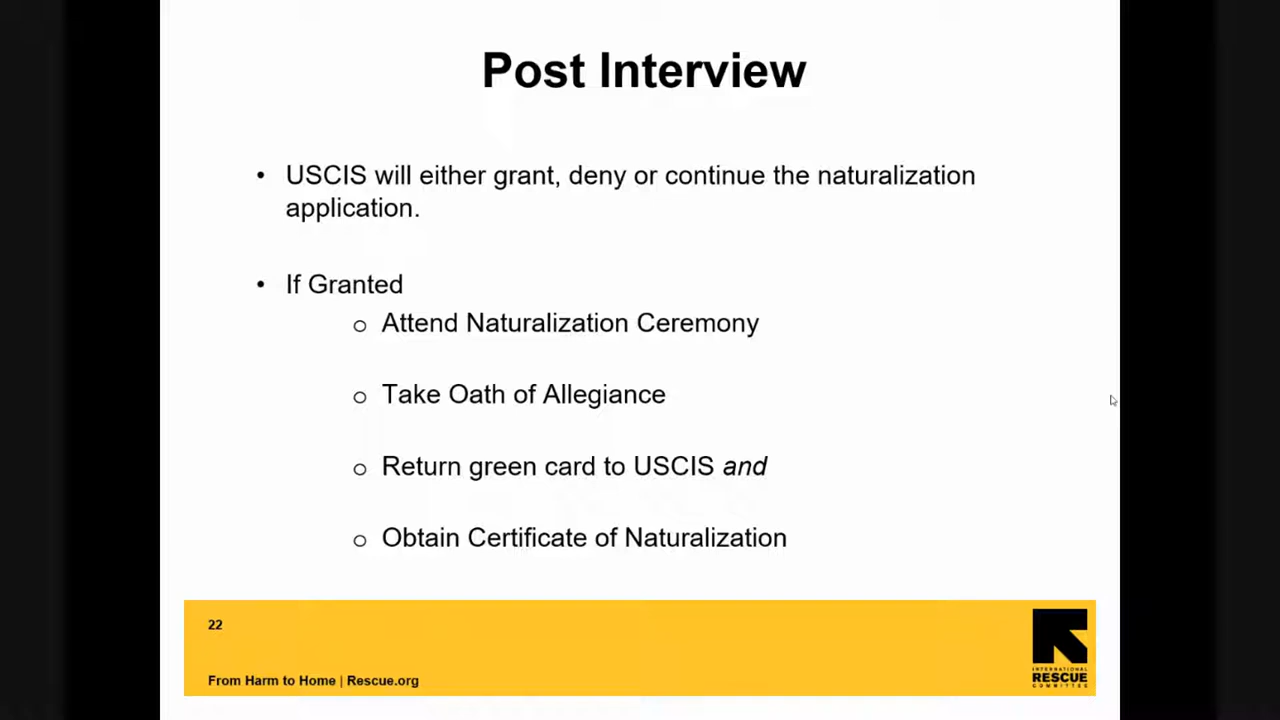 Post Interview
• USCIS will either grant, deny or continue the naturalization
application.
• If Granted
o Attend Naturalization Ceremony
o Take Oath of Allegiance
o Return green card to USCIS and
o Obtain Certificate of Naturalization
22
From Harm to Home | Rescue.org
INTERNATIONAL
RESCUE
COMMITTEE